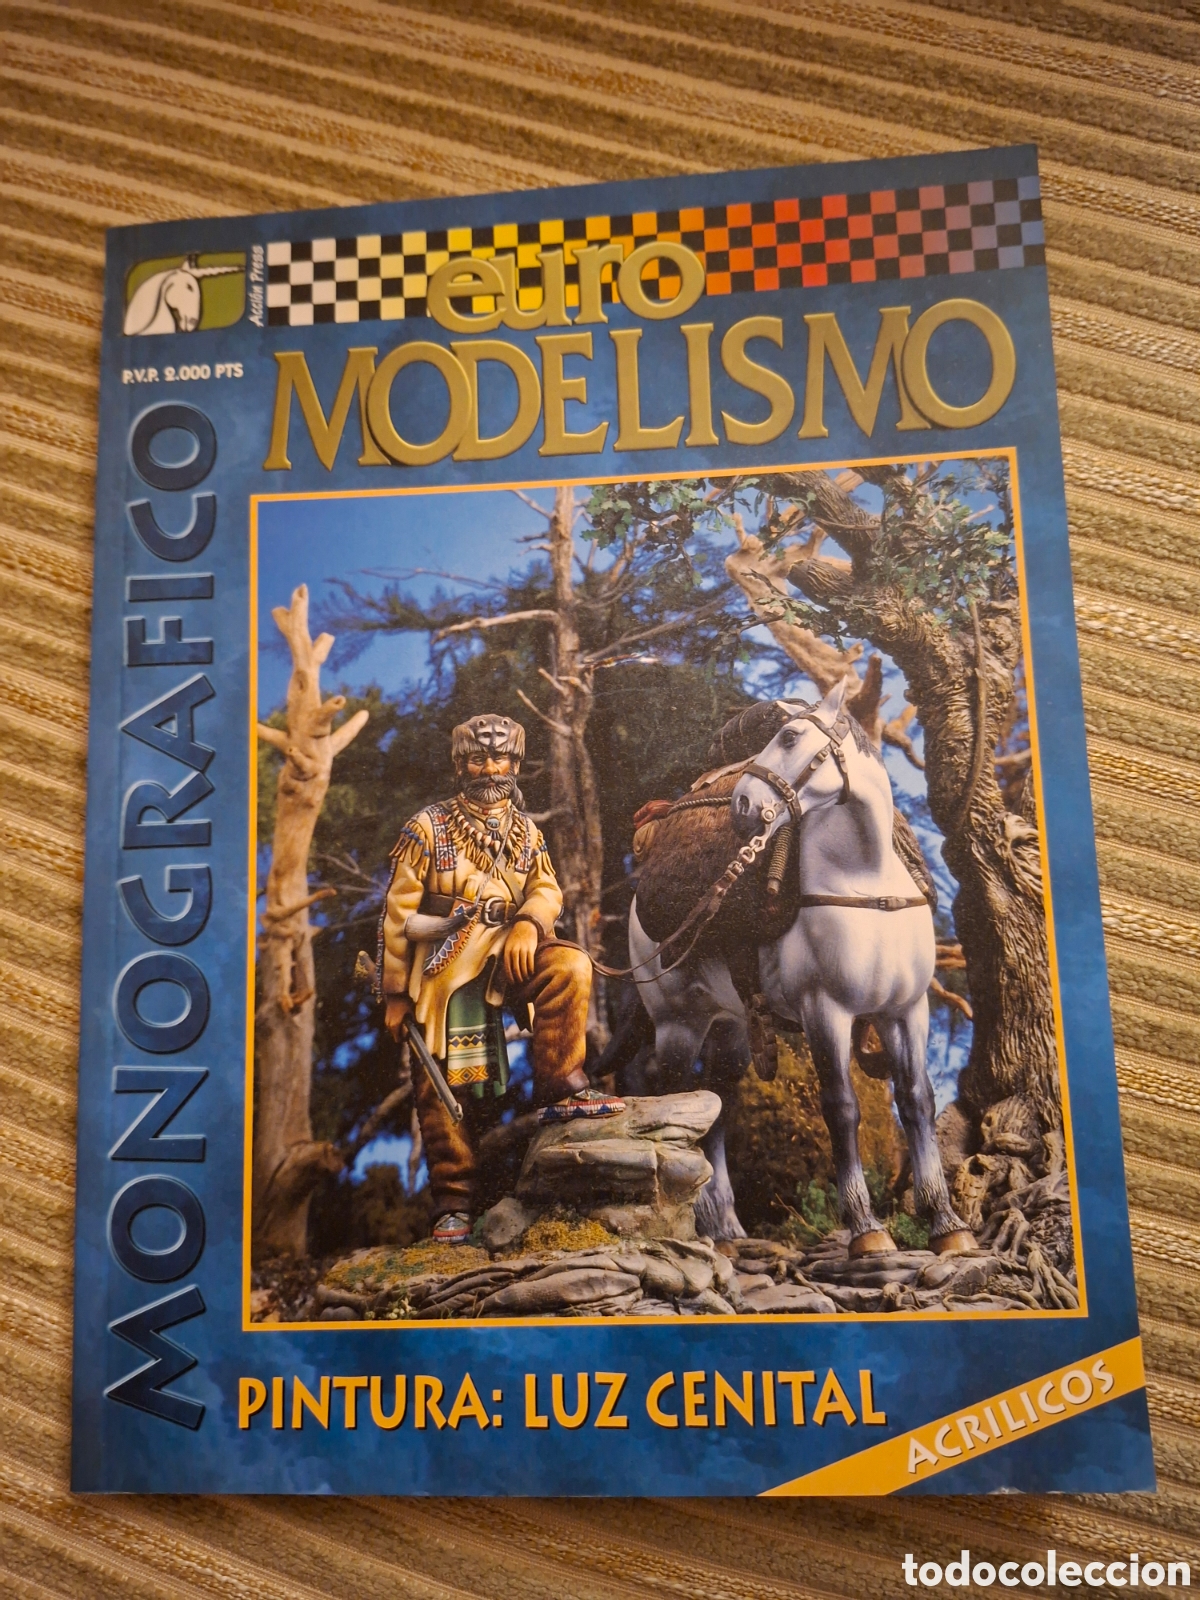 Acción Press
P.V.P. 2.000 PTS
euro
MODELISMO
MONOGRAFICO
PINTURA: LUZ CENITAL
ACRILICOS
todocoleccion